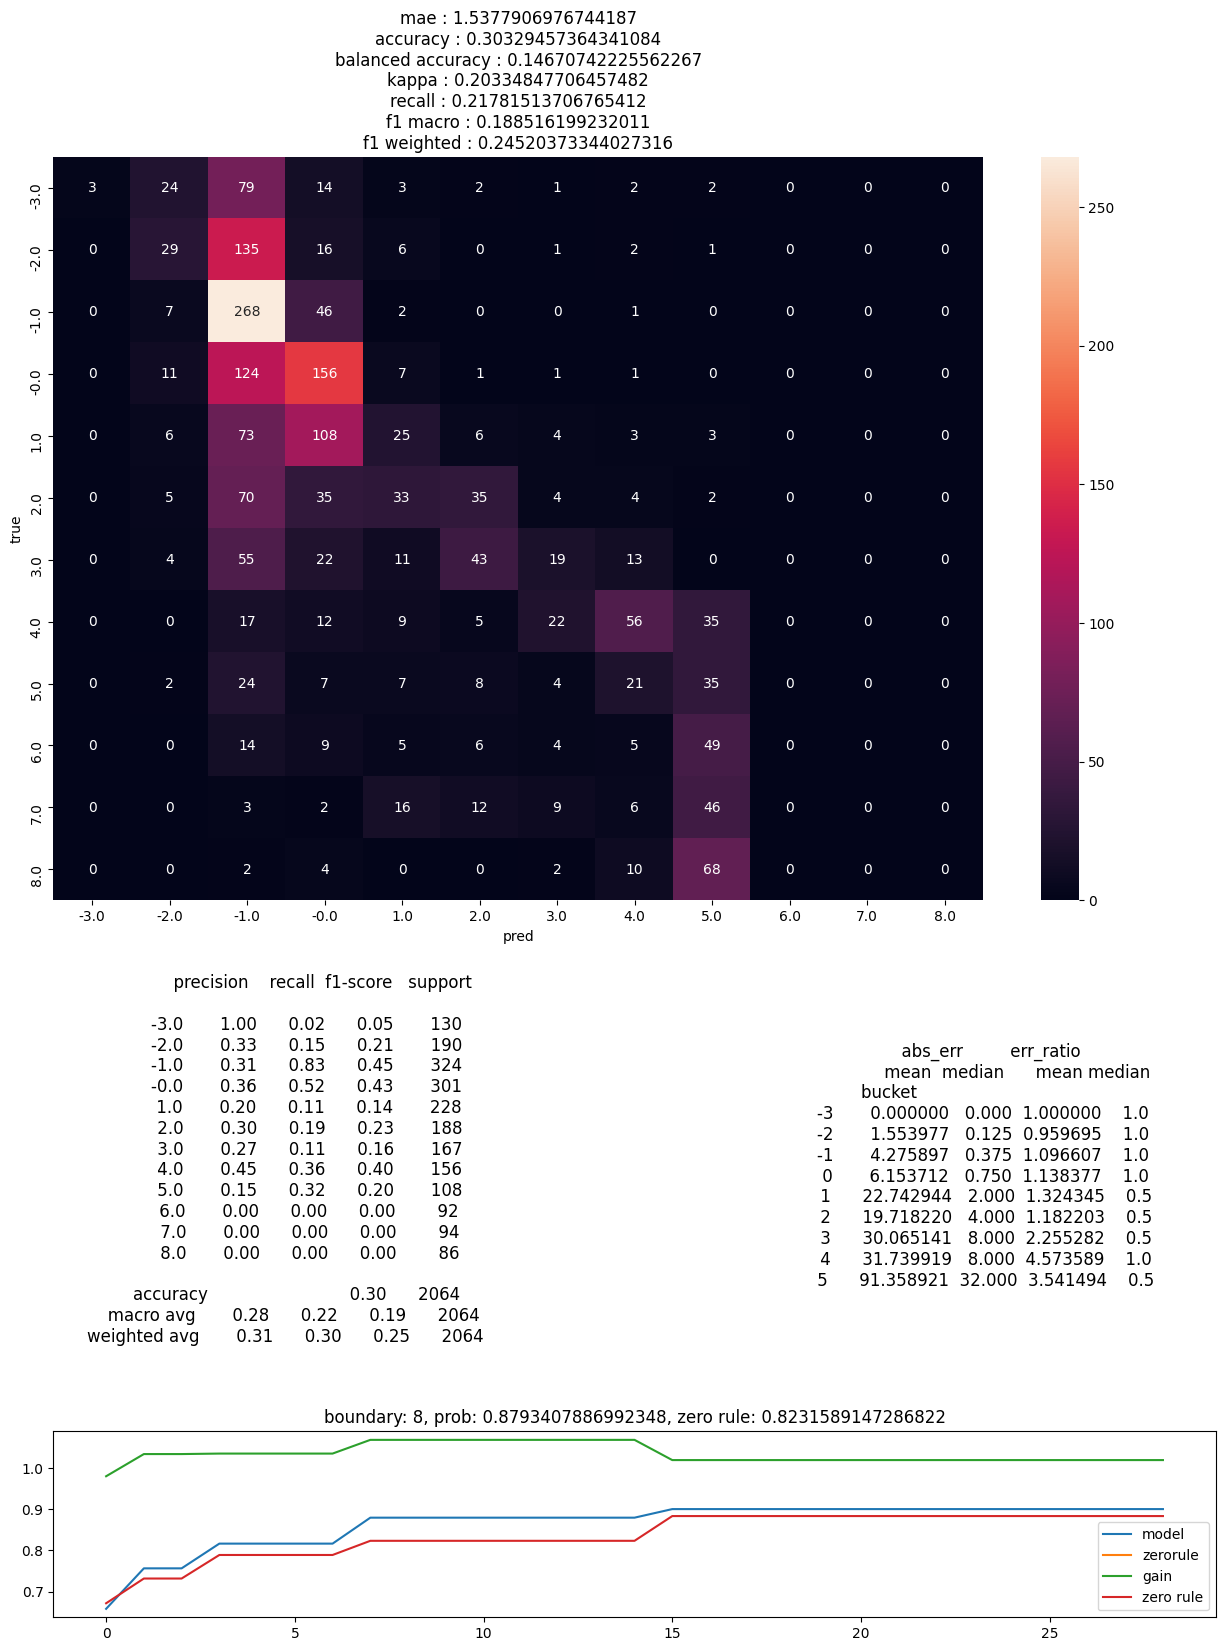 mae : 1.5377906976744187
accuracy : 0.30329457364341084
balanced accuracy : 0.14670742225562267
kappa : 0.20334847706457482
recall : 0.21781513706765412
f1 macro : 0.188516199232011
f1 weighted : 0.24520373344027316
-3.0 3 24 79 14 3 2 1 2 2 0 0 0
-2.0 0 29 135 16 6 0 1 2 1 0 0 0
-1.0 0 7 268 46 2 0 0 1 0 0 0 0
-0.0 0 11 124 156 7 1 1 1 0 0 0 0
1.0 0 6 73 108 25 6 4 3 3 0 0 0
2.0 0 5 70 35 33 35 4 4 2 0 0 0
3.0 0 4 55 22 11 43 19 13 0 0 0 0
4.0 0 0 17 12 9 5 22 56 35 0 0 0
5.0 0 2 24 7 7 8 4 21 35 0 0 0
6.0 0 0 14 9 5 6 4 5 49 0 0 0
7.0 0 0 3 2 16 12 9 6 46 0 0 0
8.0 0 0 2 4 0 0 2 10 68 0 0 0
true
-3.0 -2.0 -1.0 -0.0 1.0 2.0 3.0 4.0 5.0 6.0 7.0 8.0
pred
250
200
150
100
50
0
precision recall f1-score support
-3.0 1.00 0.02 0.05 130
-2.0 0.33 0.15 0.21 190
-1.0 0.31 0.83 0.45 324
-0.0 0.36 0.52 0.43 301
1.0 0.20 0.11 0.14 228
2.0 0.30 0.19 0.23 188
3.0 0.27 0.11 0.16 167
4.0 0.45 0.36 0.40 156
5.0 0.15 0.32 0.20 108
6.0 0.00 0.00 0.00 92
7.0 0.00 0.00 0.00 94
8.0 0.00 0.00 0.00 86
accuracy 0.30 2064
macro avg 0.28 0.22 0.19 2064
weighted avg 0.31 0.30 0.25 2064
abs_err err_ratio
mean median mean median
bucket
-3 0.000000 0.000 1.000000 1.0
-2 1.553977 0.125 0.959695 1.0
-1 4.275897 0.375 1.096607 1.0
0 6.153712 0.750 1.138377 1.0
1 22.742944 2.000 1.324345 0.5
2 19.718220 4.000 1.182203 0.5
3 30.065141 8.000 2.255282 0.5
4 31.739919 8.000 4.573589 1.0
5 91.358921 32.000 3.541494 0.5
boundary: 8, prob: 0.8793407886992348, zero rule: 0.8231589147286822
1.0
0.9
0.8
0.7
model
zerorule
gain
zero rule
0 5 10 15 20 25